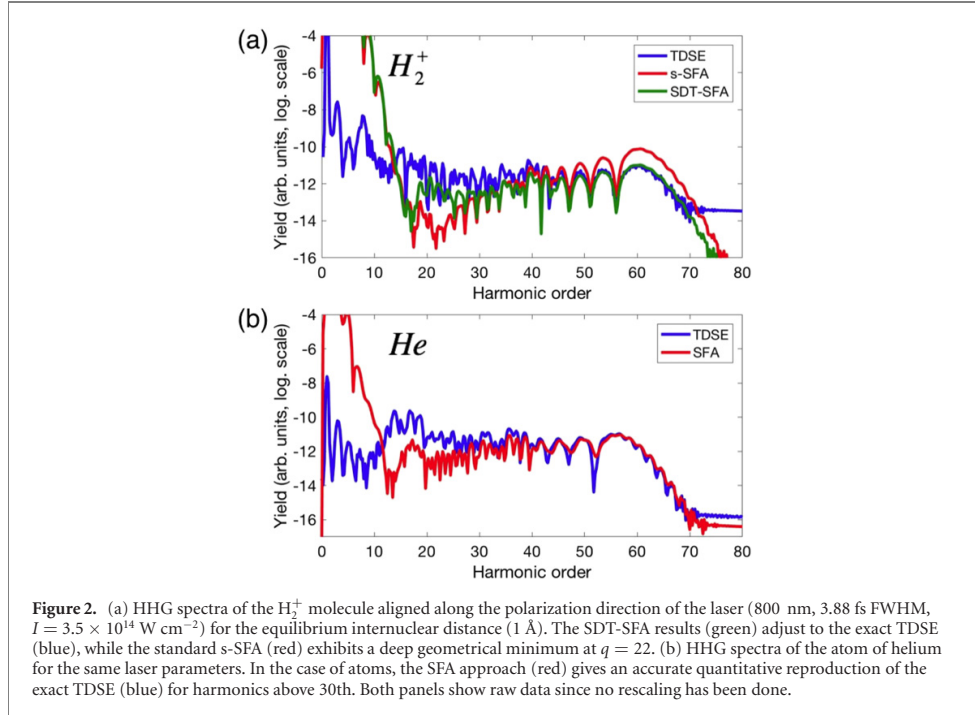 (a)
H₂⁺
TDSE
s-SFA
SDT-SFA
Yield (arb. units, log. scale)
-4
-6
-8
-10
-12
-14
-16
0 10 20 30 40 50 60 70 80
Harmonic order
(b)
He
TDSE
SFA
Yield (arb. units, log. scale)
-4
-6
-8
-10
-12
-14
-16
0 10 20 30 40 50 60 70 80
Harmonic order
Figure 2. (a) HHG spectra of the H₂⁺ molecule aligned along the polarization direction of the laser (800 nm, 3.88 fs FWHM,
I = 3.5 × 10¹⁴ W cm⁻²) for the equilibrium internuclear distance (1 Å). The SDT-SFA results (green) adjust to the exact TDSE
(blue), while the standard s-SFA (red) exhibits a deep geometrical minimum at q = 22. (b) HHG spectra of the atom of helium
for the same laser parameters. In the case of atoms, the SFA approach (red) gives an accurate quantitative reproduction of the
exact TDSE (blue) for harmonics above 30th. Both panels show raw data since no rescaling has been done.